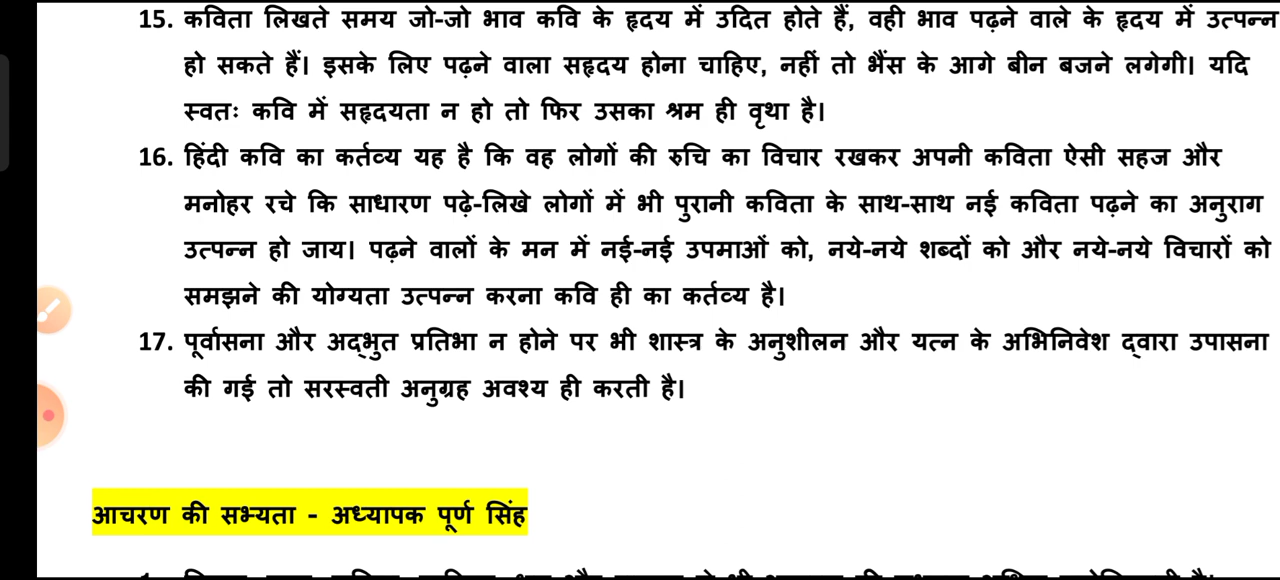 15. कविता लिखते समय जो-जो भाव कवि के हृदय में उदित होते हैं, वही भाव पढ़ने वाले के हृदय में उत्पन्न
हो सकते हैं। इसके लिए पढ़ने वाला सहृदय होना चाहिए, नहीं तो भैंस के आगे बीन बजने लगेगी। यदि
स्वतः कवि में सहृदयता न हो तो फिर उसका श्रम ही वृथा है।
16. हिंदी कवि का कर्तव्य यह है कि वह लोगों की रुचि का विचार रखकर अपनी कविता ऐसी सहज और
मनोहर रचे कि साधारण पढ़े-लिखे लोगों में भी पुरानी कविता के साथ-साथ नई कविता पढ़ने का अनुराग
उत्पन्न हो जाय। पढ़ने वालों के मन में नई-नई उपमाओं को, नये-नये शब्दों को और नये-नये विचारों को
समझने की योग्यता उत्पन्न करना कवि ही का कर्तव्य है।
17. पूर्वासना और अद्भुत प्रतिभा न होने पर भी शास्त्र के अनुशीलन और यत्न के अभिनिवेश द्वारा उपासना
की गई तो सरस्वती अनुग्रह अवश्य ही करती है।
आचरण की सभ्यता - अध्यापक पूर्ण सिंह